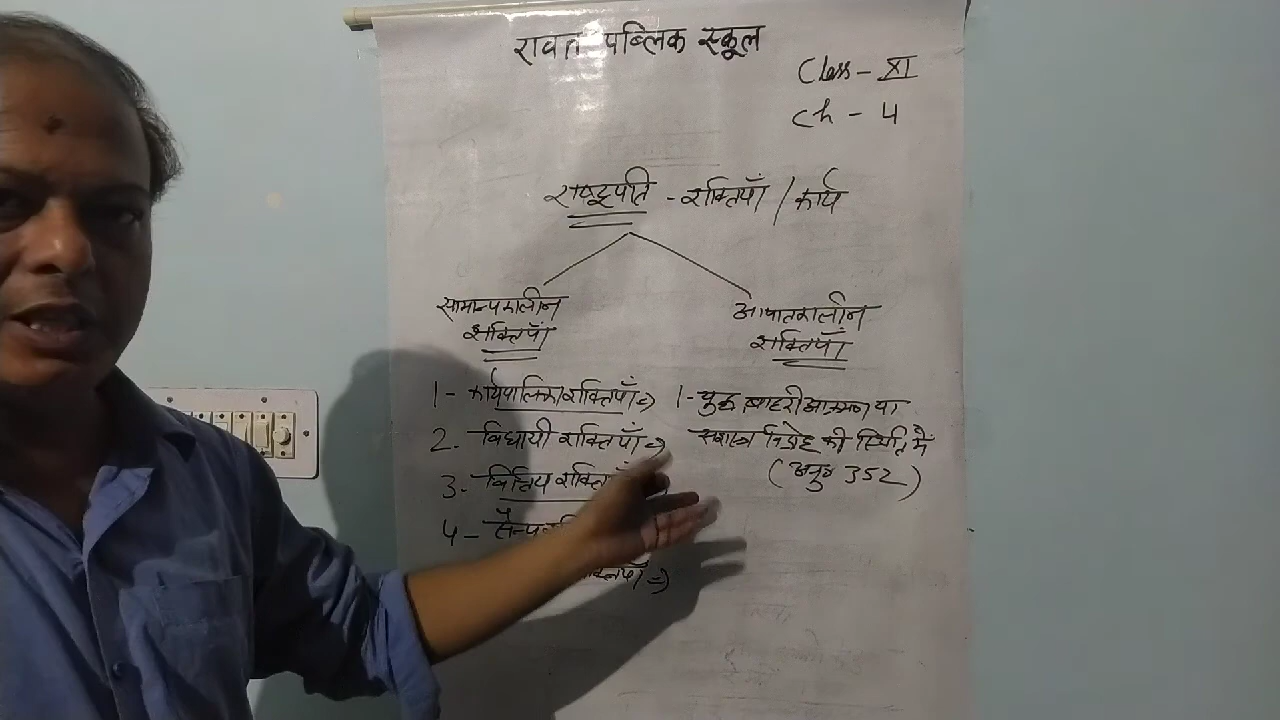 रावत पब्लिक स्कूल
Class - XI
Ch - 4
राष्ट्रपति - शक्तियाँ / कार्य
सामान्यकालीन
शक्तियाँ
आपातकालीन
शक्तियाँ
1 - कार्यपालिका शक्तियाँ =>
2. विधायी शक्तियाँ =>
3. वित्तिय
4 - सैन्य
शक्तियाँ =>
1 - युद्ध, बाहरी आक्रमण या
सशस्त्र विद्रोह की स्थिति में
(अनु॰ 352)